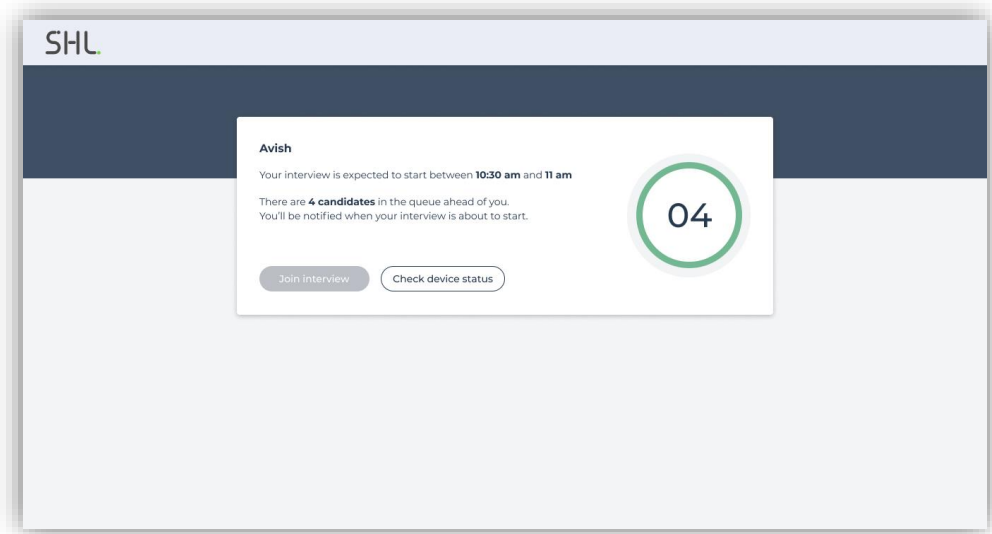 SHL.
Avish
Your interview is expected to start between 10:30 am and 11 am
There are 4 candidates in the queue ahead of you.
You'll be notified when your interview is about to start.
04
Join interview
Check device status